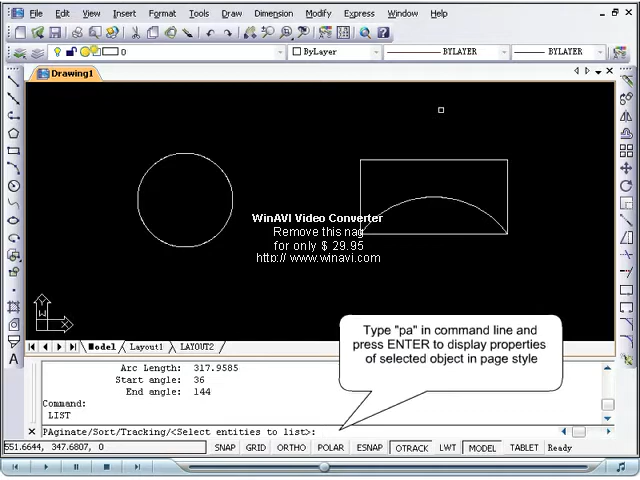 File Edit View Insert Format Tools Draw Dimension Modify Express Window Help
0 ByLayer BYLAYER BYLAYER
Drawing1
WinAVI Video Converter
Remove this nag
for only $ 29.95
http:// www.winavi.com
Y
X
Type "pa" in command line and
press ENTER to display properties
of selected object in page style
Model Layout1 LAYOUT2
Arc Length: 317.9585
Start angle: 36
End angle: 144
Command:
LIST
PAginate/Sort/Tracking/<Select entities to list>:
551.6644, 347.6807, 0 SNAP GRID ORTHO POLAR ESNAP OTRACK LWT MODEL TABLET Ready